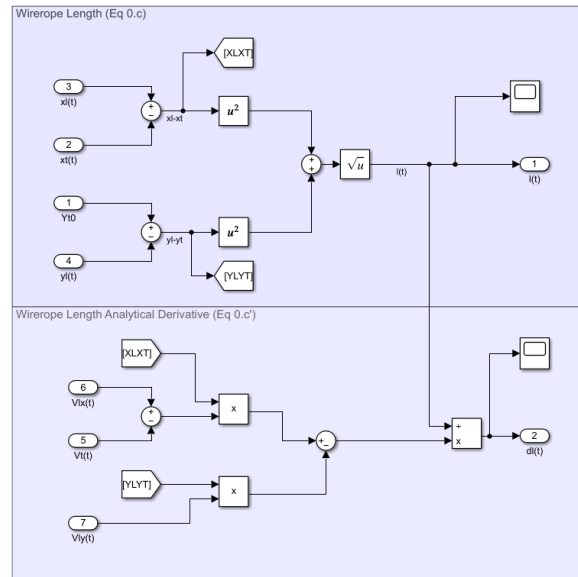 Wirerope Length (Eq 0.c)
[XLXT]
3
xl(t)
+
−
xl-xt
u²
2
xt(t)
+
+
√u
l(t)
1
l(t)
1
Yt0
+
−
yl-yt
u²
4
yl(t)
[YLYT]
Wirerope Length Analytical Derivative (Eq 0.c')
[XLXT]
6
Vlx(t)
+
−
x
÷
x
2
dl(t)
5
Vt(t)
+
−
[YLYT]
x
7
Vly(t)